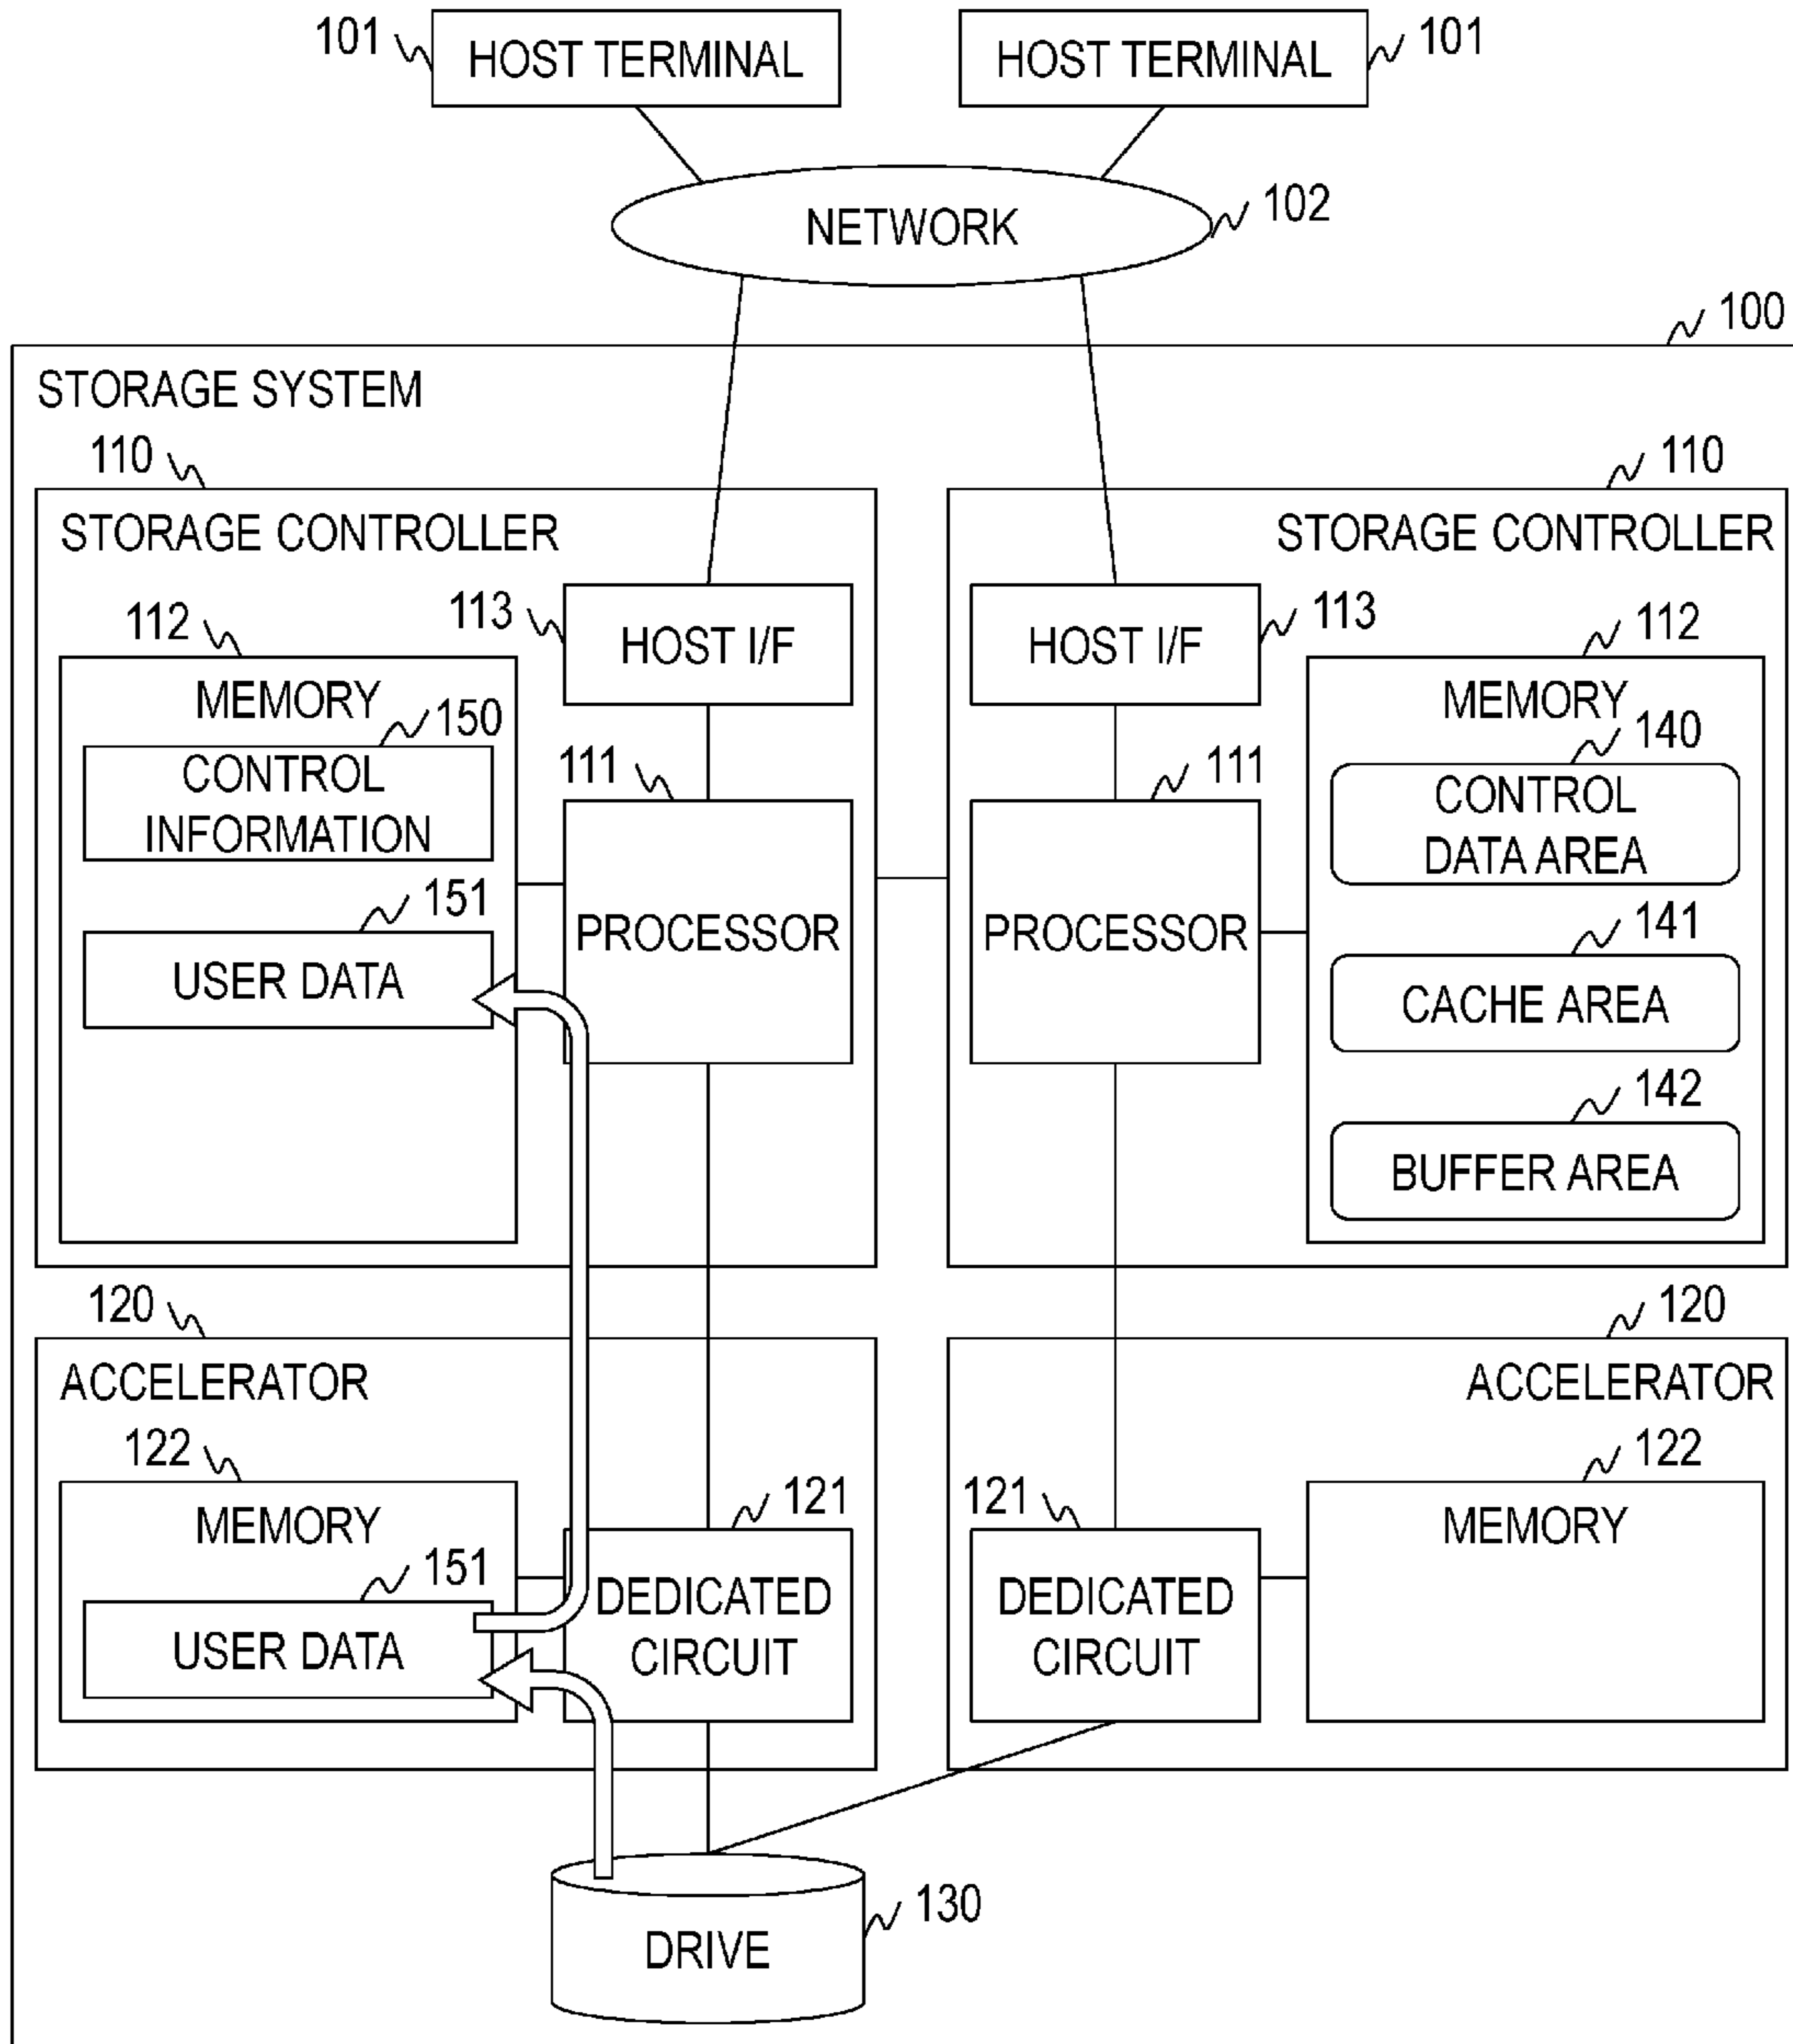 101
HOST TERMINAL
HOST TERMINAL
101
NETWORK
102
100
STORAGE SYSTEM
110
110
STORAGE CONTROLLER
STORAGE CONTROLLER
112
113
HOST I/F
HOST I/F
113
112
MEMORY
150
CONTROL
INFORMATION
151
USER DATA
111
PROCESSOR
111
PROCESSOR
MEMORY
140
CONTROL
DATA AREA
141
CACHE AREA
142
BUFFER AREA
120
120
ACCELERATOR
ACCELERATOR
122
MEMORY
151
USER DATA
121
DEDICATED
CIRCUIT
121
DEDICATED
CIRCUIT
122
MEMORY
DRIVE
130